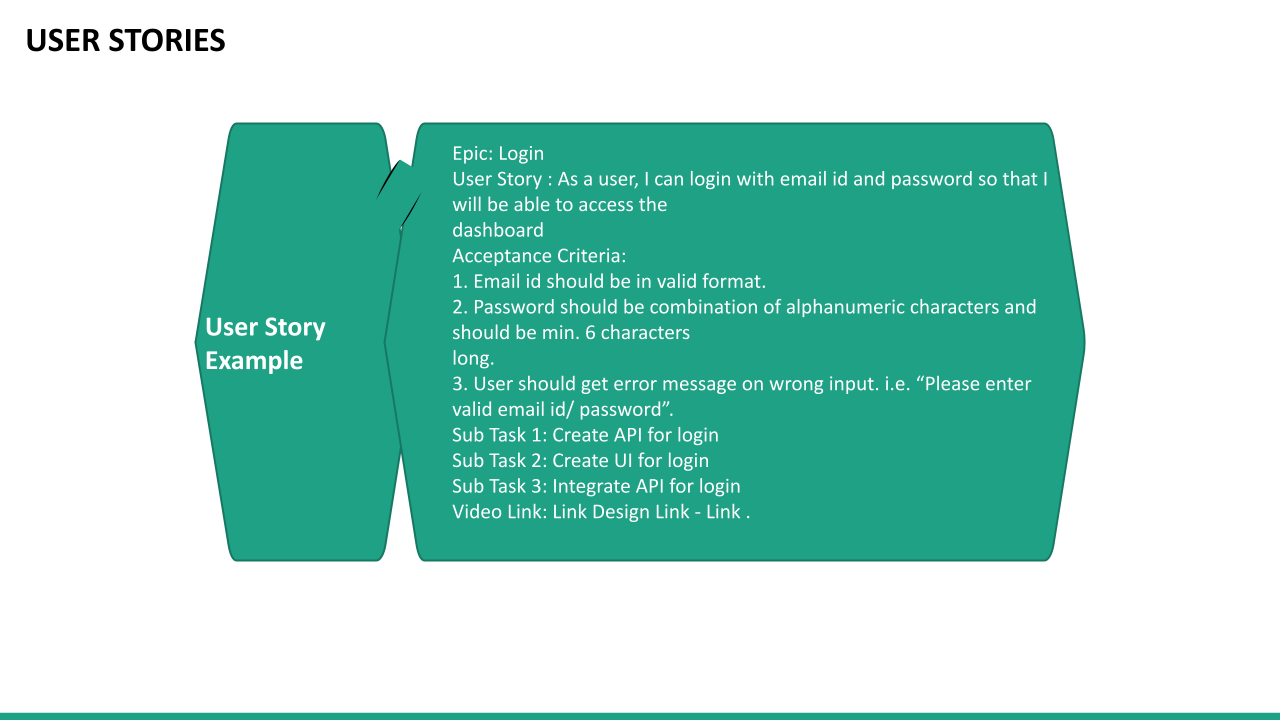 USER STORIES
User Story
Example
Epic: Login
User Story : As a user, I can login with email id and password so that I
will be able to access the
dashboard
Acceptance Criteria:
1. Email id should be in valid format.
2. Password should be combination of alphanumeric characters and
should be min. 6 characters
long.
3. User should get error message on wrong input. i.e. “Please enter
valid email id/ password”.
Sub Task 1: Create API for login
Sub Task 2: Create UI for login
Sub Task 3: Integrate API for login
Video Link: Link Design Link - Link .